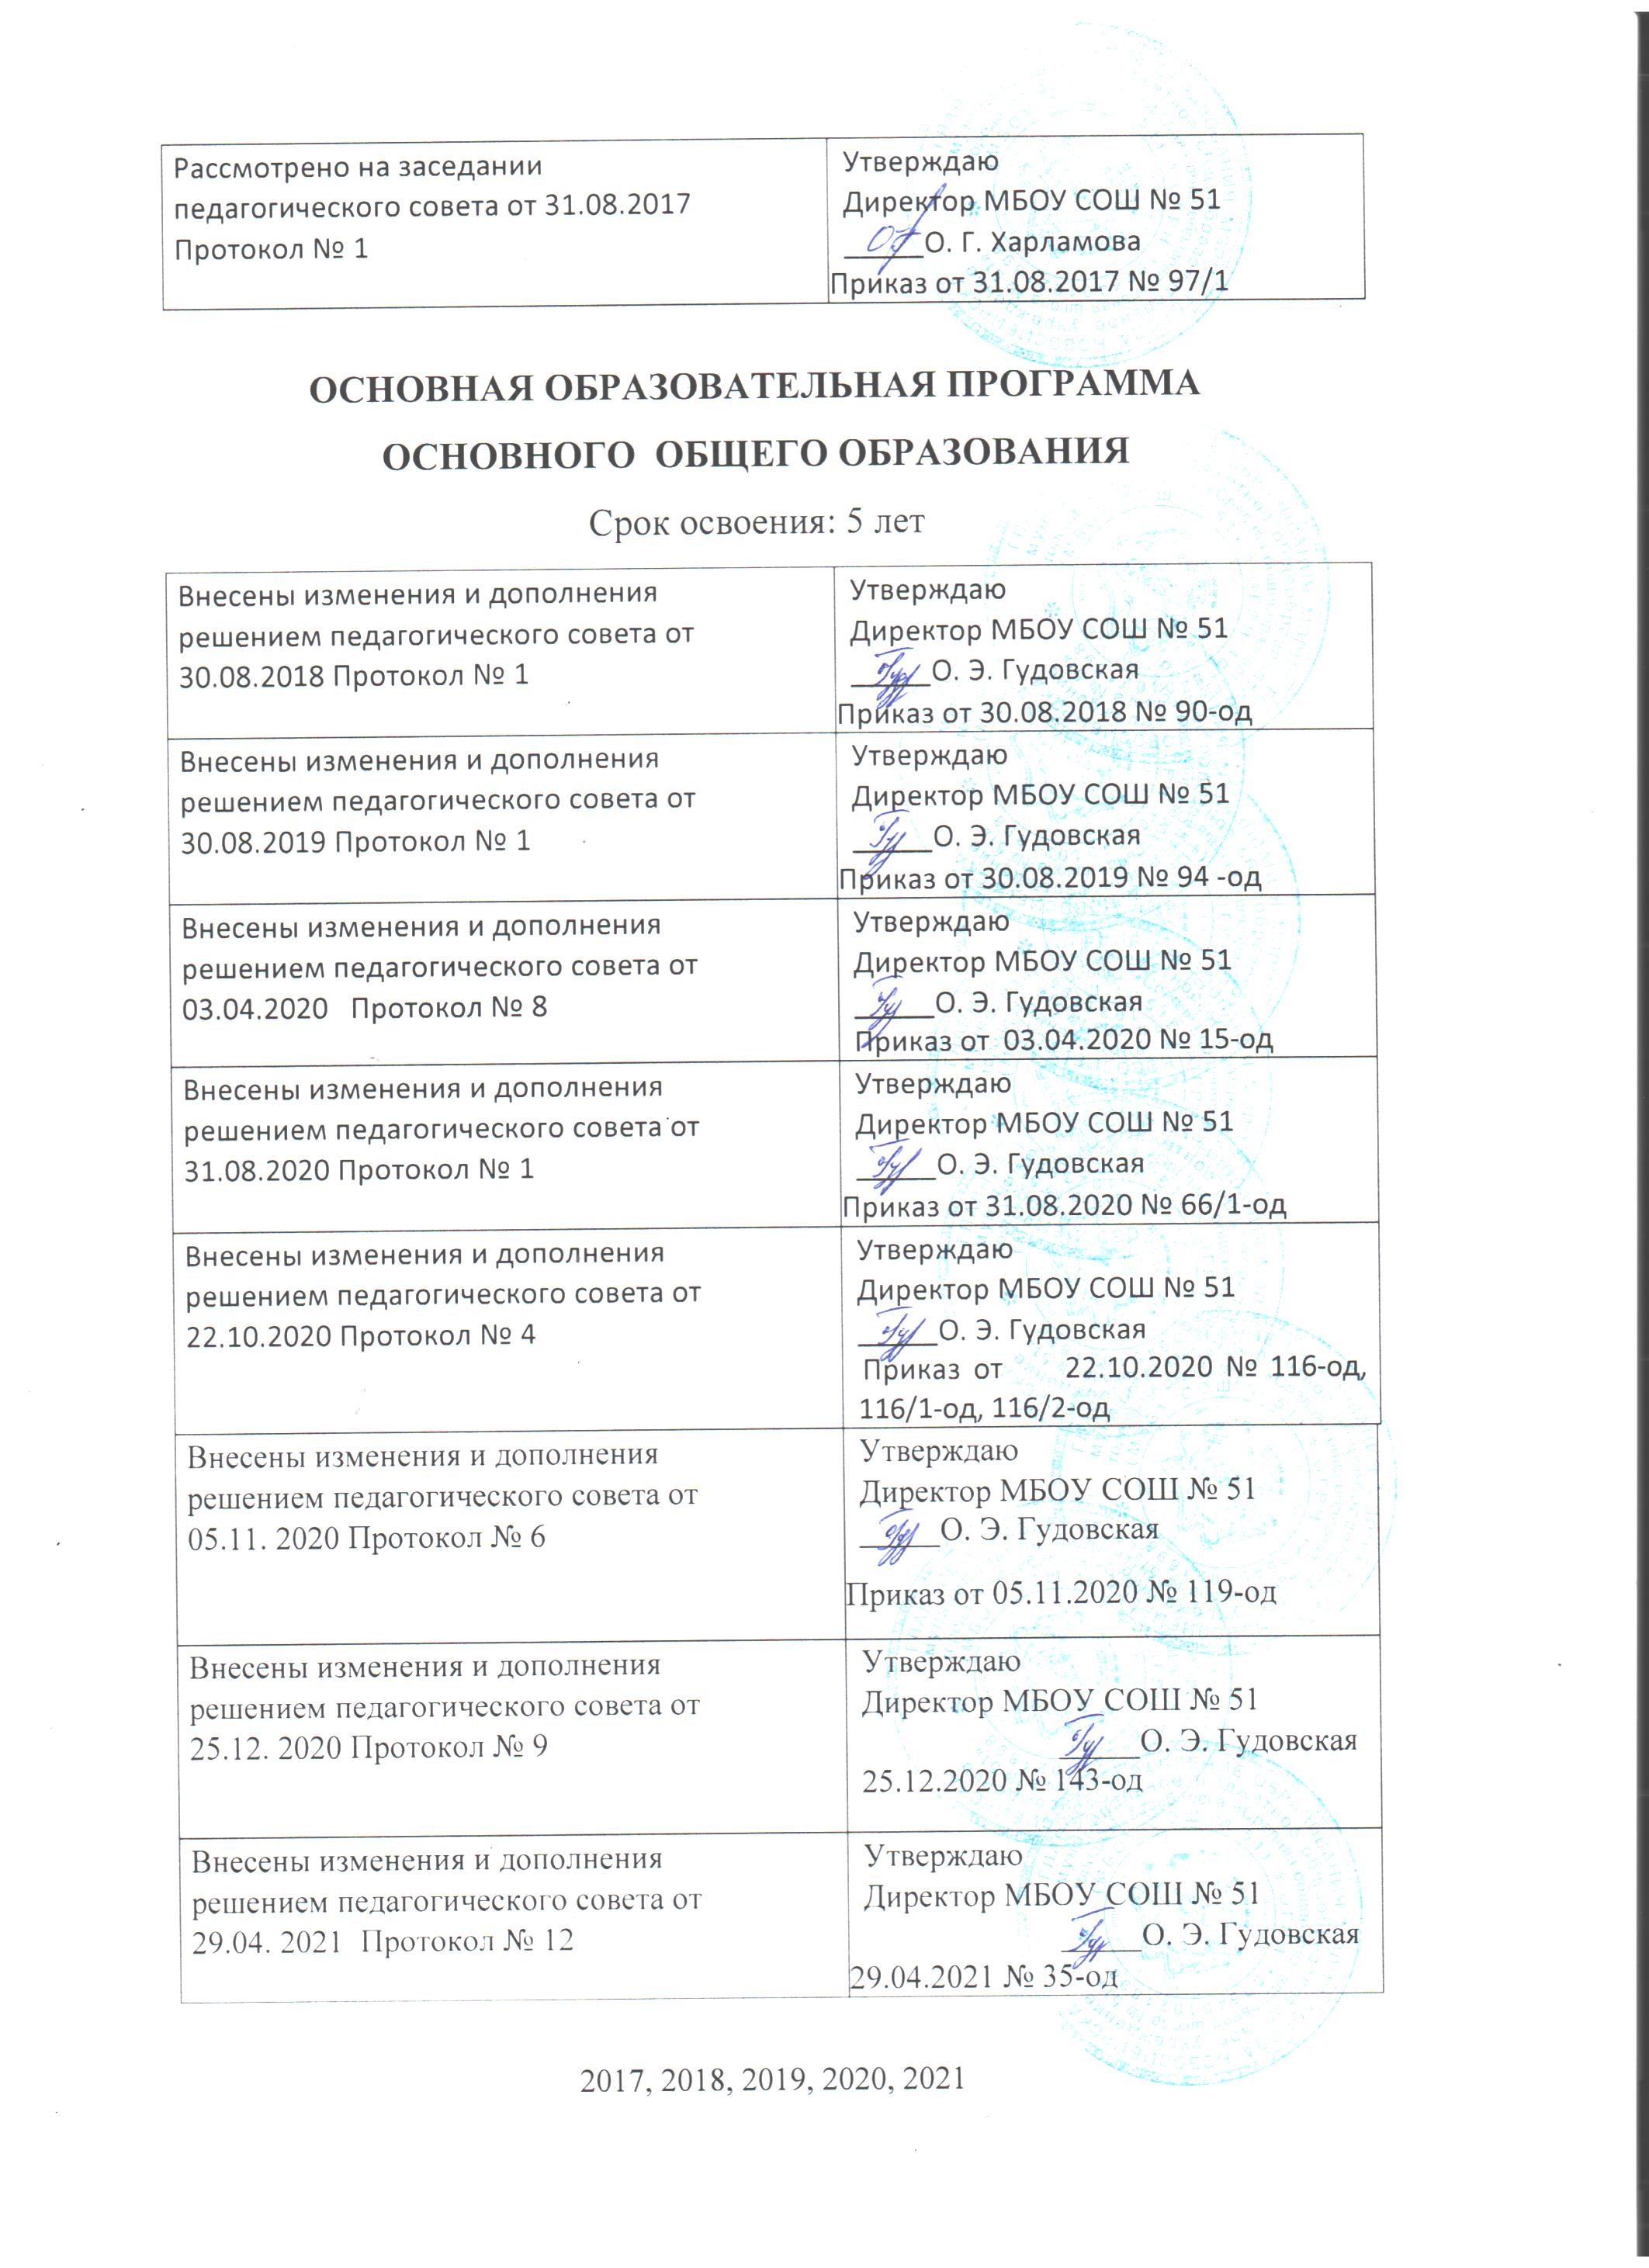 Рассмотрено на заседании
педагогического совета от 31.08.2017
Протокол № 1
Утверждаю
Директор МБОУ СОШ № 51
_____О. Г. Харламова
Приказ от 31.08.2017 № 97/1
ОСНОВНАЯ ОБРАЗОВАТЕЛЬНАЯ ПРОГРАММА
ОСНОВНОГО ОБЩЕГО ОБРАЗОВАНИЯ
Срок освоения: 5 лет
Внесены изменения и дополнения
решением педагогического совета от
30.08.2018 Протокол № 1
Утверждаю
Директор МБОУ СОШ № 51
_____О. Э. Гудовская
Приказ от 30.08.2018 № 90-од
Внесены изменения и дополнения
решением педагогического совета от
30.08.2019 Протокол № 1
Утверждаю
Директор МБОУ СОШ № 51
_____О. Э. Гудовская
Приказ от 30.08.2019 № 94 -од
Внесены изменения и дополнения
решением педагогического совета от
03.04.2020 Протокол № 8
Утверждаю
Директор МБОУ СОШ № 51
_____О. Э. Гудовская
Приказ от 03.04.2020 № 15-од
Внесены изменения и дополнения
решением педагогического совета от
31.08.2020 Протокол № 1
Утверждаю
Директор МБОУ СОШ № 51
_____О. Э. Гудовская
Приказ от 31.08.2020 № 66/1-од
Внесены изменения и дополнения
решением педагогического совета от
22.10.2020 Протокол № 4
Утверждаю
Директор МБОУ СОШ № 51
_____О. Э. Гудовская
Приказ от 22.10.2020 № 116-од,
116/1-од, 116/2-од
Внесены изменения и дополнения
решением педагогического совета от
05.11. 2020 Протокол № 6
Утверждаю
Директор МБОУ СОШ № 51
_____О. Э. Гудовская
Приказ от 05.11.2020 № 119-од
Внесены изменения и дополнения
решением педагогического совета от
25.12. 2020 Протокол № 9
Утверждаю
Директор МБОУ СОШ № 51
_____О. Э. Гудовская
25.12.2020 № 143-од
Внесены изменения и дополнения
решением педагогического совета от
29.04. 2021 Протокол № 12
Утверждаю
Директор МБОУ СОШ № 51
_____О. Э. Гудовская
29.04.2021 № 35-од
2017, 2018, 2019, 2020, 2021